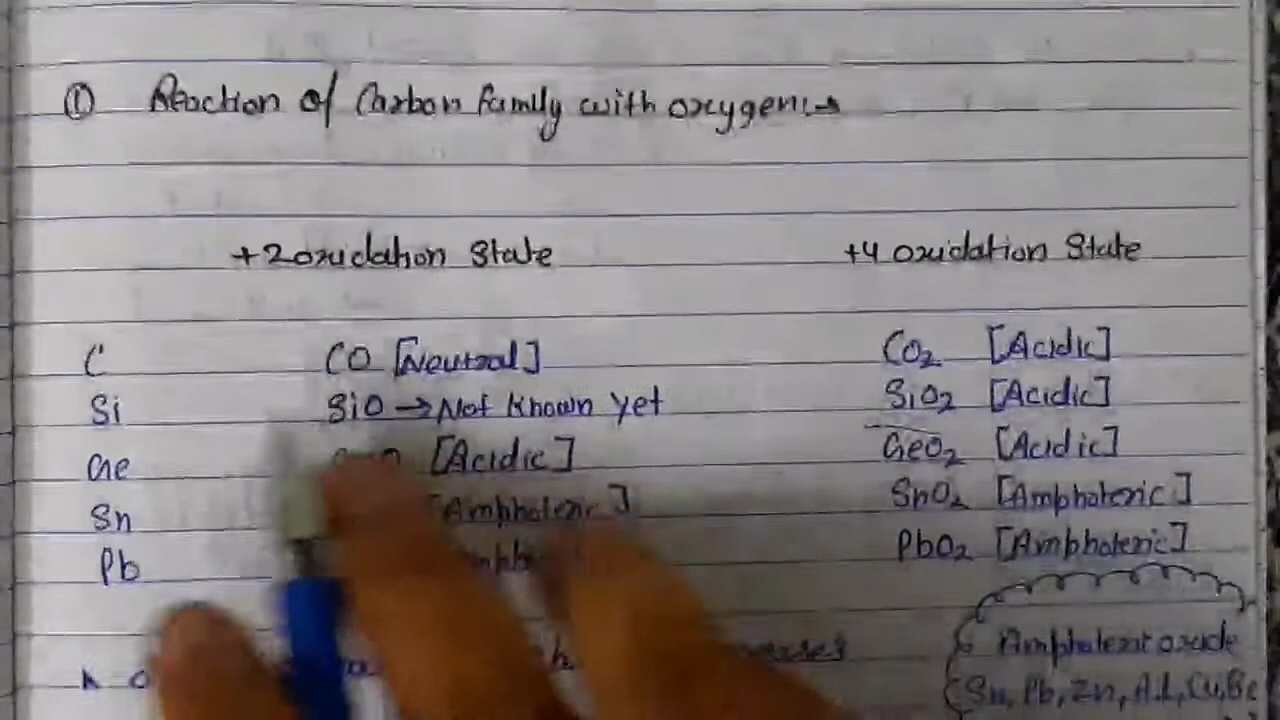 ① Reaction of Carbon family with oxygen :→
+2 oxidation State +4 oxidation State
C CO [Neutral] CO₂ [Acidic]
Si SiO → Not known yet SiO₂ [Acidic]
Ge [Acidic] GeO₂ [Acidic]
Sn [Amphoteric] SnO₂ [Amphoteric]
Pb PbO₂ [Amphoteric]
Amphoteric oxide
Sn, Pb, Zn, Al, Cu, Be